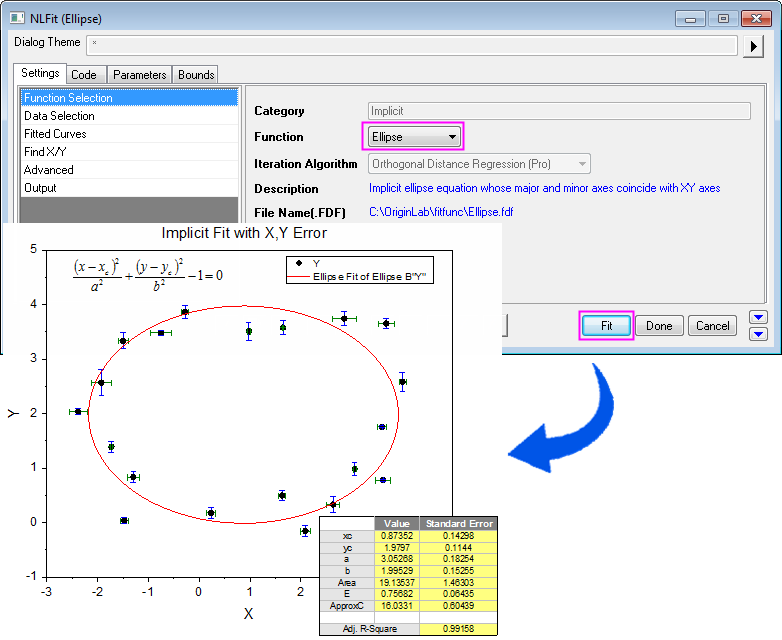 NLFit (Ellipse)
Dialog Theme *
Settings Code Parameters Bounds
Function Selection
Data Selection
Fitted Curves
Find X/Y
Advanced
Output
Category Implicit
Function Ellipse
Iteration Algorithm Orthogonal Distance Regression (Pro)
Description Implicit ellipse equation whose major and minor axes coincide with XY axes
File Name(.FDF) C:\OriginLab\fitfunc\Ellipse.fdf
Fit Done Cancel
Implicit Fit with X,Y Error
(x−x_c)²/a² + (y−y_c)²/b² −1=0
Y
Ellipse Fit of Ellipse B"Y"
5
4
3
2
1
0
-1
Y
-3 -2 -1 0 1 2
X
Value Standard Error
xc 0.87352 0.14298
yc 1.9797 0.1144
a 3.05268 0.18254
b 1.99529 0.15255
Area 19.13537 1.46303
E 0.75682 0.06435
ApproxC 16.0331 0.60439
Adj. R-Square 0.99158